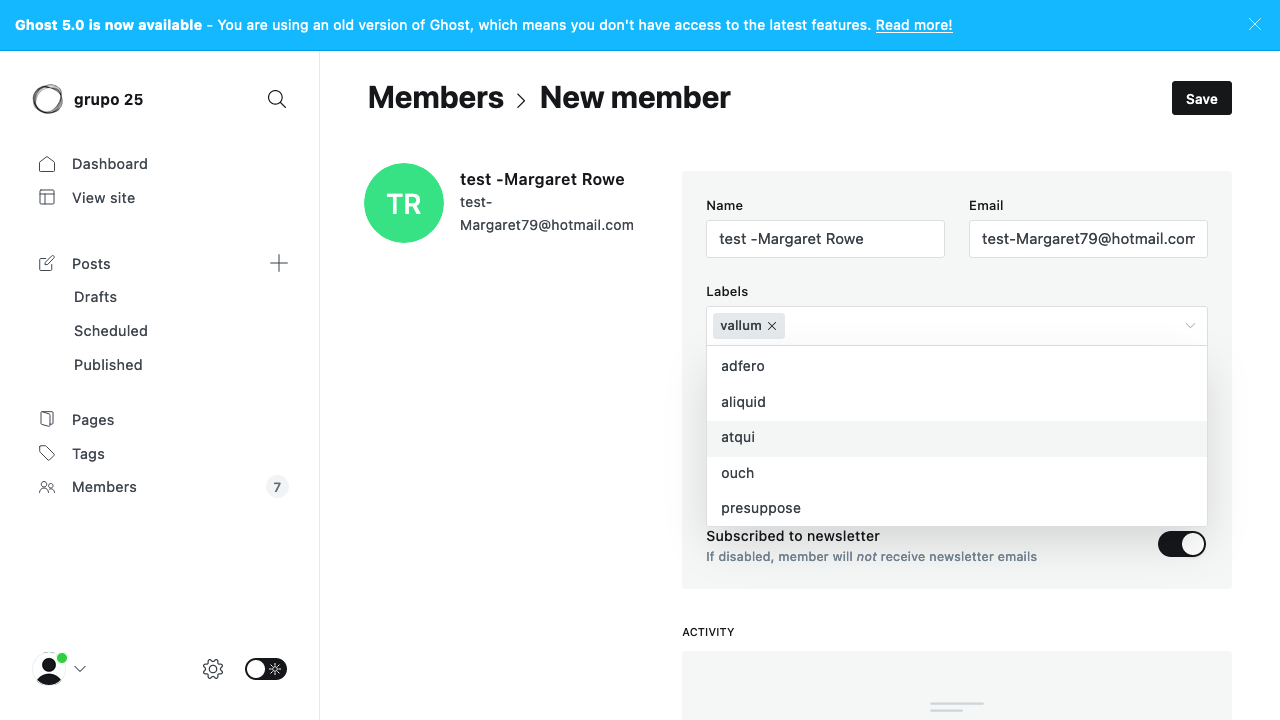 Ghost 5.0 is now available - You are using an old version of Ghost, which means you don't have access to the latest features. Read more!
grupo 25
Dashboard
View site
Posts
Drafts
Scheduled
Published
Pages
Tags
Members 7
Members > New member
Save
TR
test -Margaret Rowe
test-
Margaret79@hotmail.com
Name
test -Margaret Rowe
Email
test-Margaret79@hotmail.com
Labels
vallum ×
adfero
aliquid
atqui
ouch
presuppose
Subscribed to newsletter
If disabled, member will not receive newsletter emails
ACTIVITY